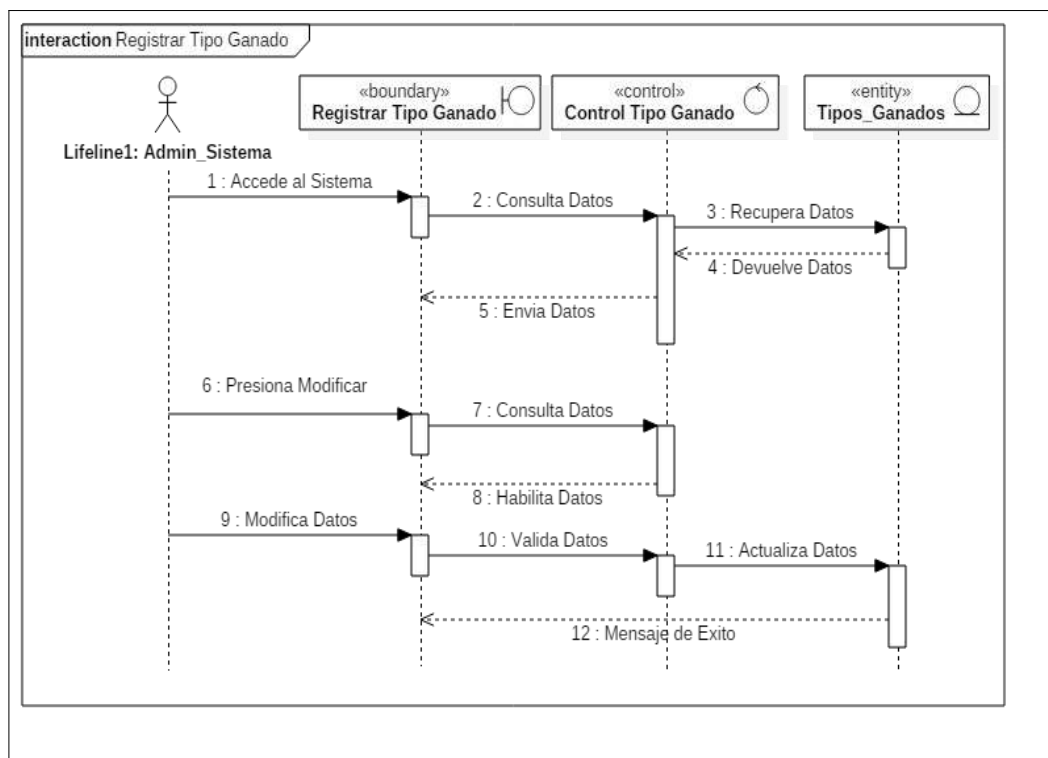 interaction Registrar Tipo Ganado
«boundary»
Registrar Tipo Ganado
«control»
Control Tipo Ganado
«entity»
Tipos_Ganados
Lifeline1: Admin_Sistema
1 : Accede al Sistema
2 : Consulta Datos
3 : Recupera Datos
4 : Devuelve Datos
5 : Envia Datos
6 : Presiona Modificar
7 : Consulta Datos
8 : Habilita Datos
9 : Modifica Datos
10 : Valida Datos
11 : Actualiza Datos
12 : Mensaje de Exito